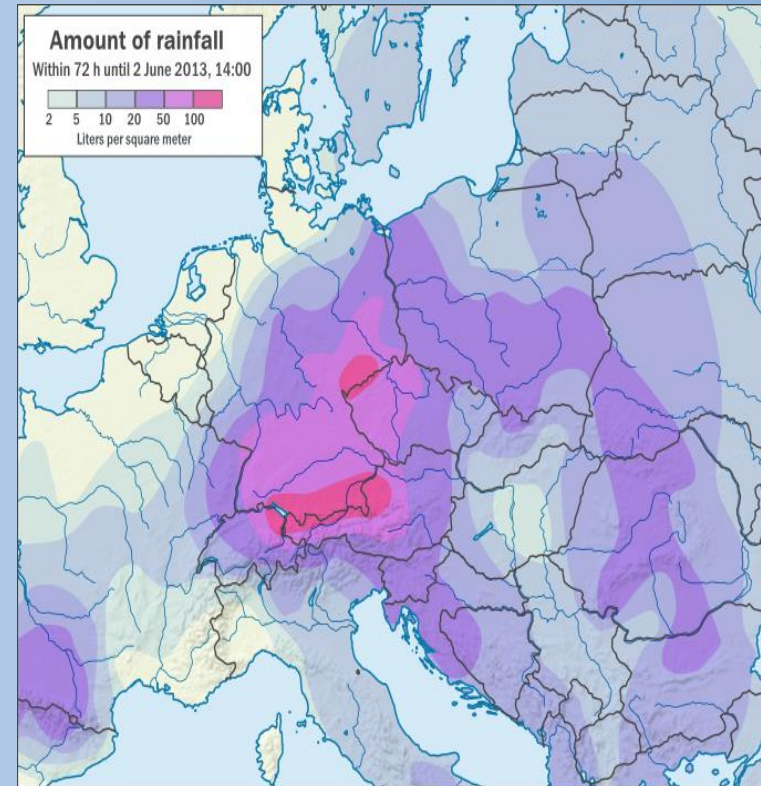 Amount of rainfall
Within 72 h until 2 June 2013, 14:00
2 5 10 20 50 100
Liters per square meter